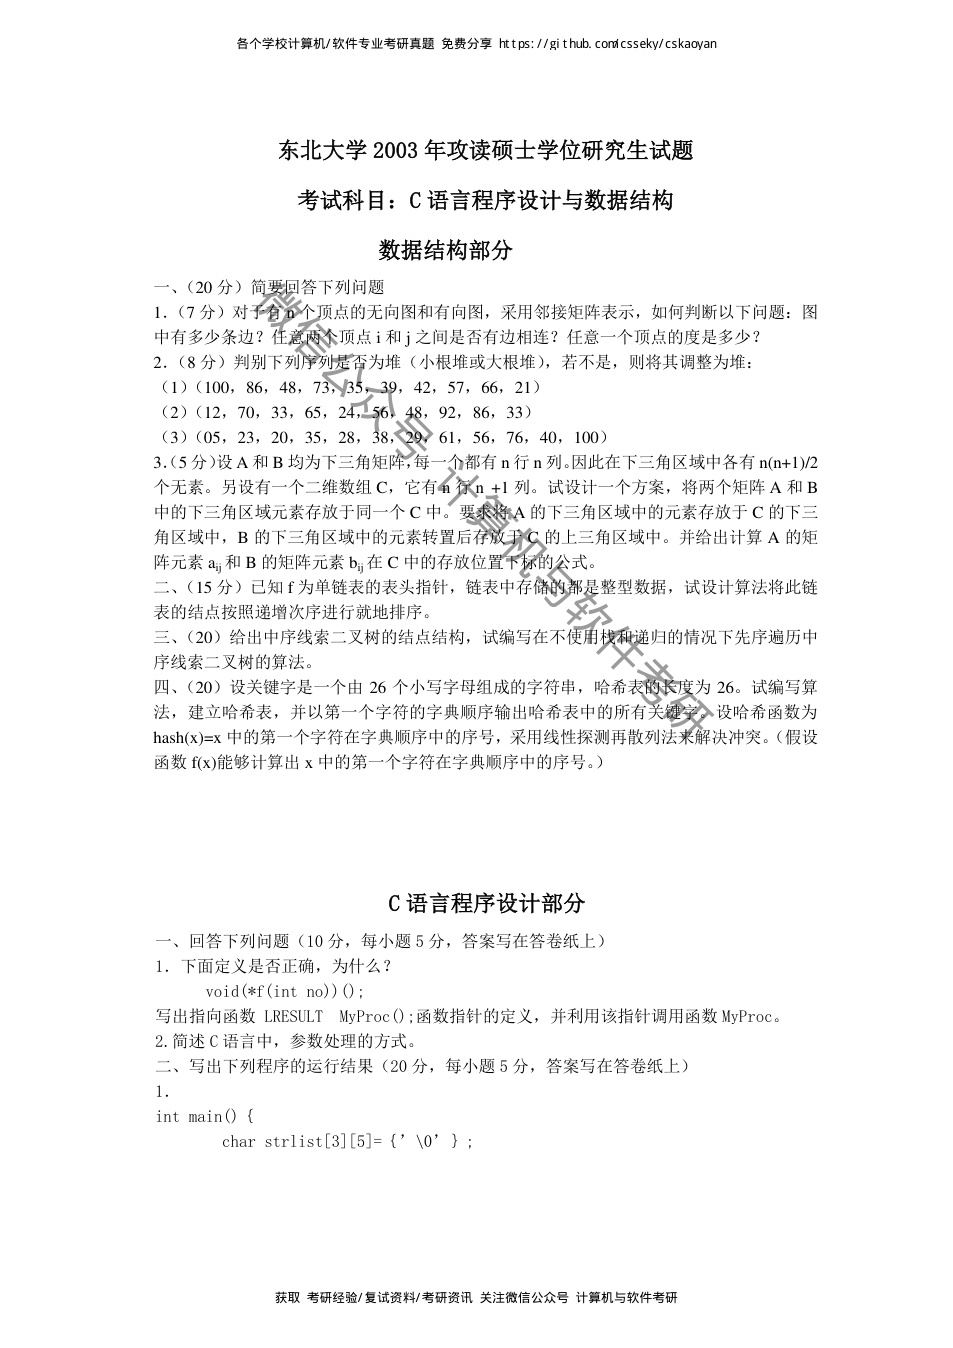 各个学校计算机/软件专业考研真题 免费分享 https://github.com/csseky/cskaoyan
东北大学 2003 年攻读硕士学位研究生试题
考试科目：C 语言程序设计与数据结构
数据结构部分
一、（20 分）简要回答下列问题
1．（7 分）对于有 n 个顶点的无向图和有向图，采用邻接矩阵表示，如何判断以下问题：图
中有多少条边？任意两个顶点 i 和 j 之间是否有边相连？任意一个顶点的度是多少？
2．（8 分）判别下列序列是否为堆（小根堆或大根堆），若不是，则将其调整为堆：
（1）（100，86，48，73，35，39，42，57，66，21）
（2）（12，70，33，65，24，56，48，92，86，33）
（3）（05，23，20，35，28，38，29，61，56，76，40，100）
3.（5 分）设 A 和 B 均为下三角矩阵，每一个都有 n 行 n 列。因此在下三角区域中各有 n(n+1)/2
个无素。另设有一个二维数组 C，它有 n 行 n +1 列。试设计一个方案，将两个矩阵 A 和 B
中的下三角区域元素存放于同一个 C 中。要求将 A 的下三角区域中的元素存放于 C 的下三
角区域中，B 的下三角区域中的元素转置后存放于 C 的上三角区域中。并给出计算 A 的矩
阵元素 aij 和 B 的矩阵元素 bij 在 C 中的存放位置下标的公式。
二、（15 分）已知 f 为单链表的表头指针，链表中存储的都是整型数据，试设计算法将此链
表的结点按照递增次序进行就地排序。
三、（20）给出中序线索二叉树的结点结构，试编写在不使用栈和递归的情况下先序遍历中
序线索二叉树的算法。
四、（20）设关键字是一个由 26 个小写字母组成的字符串，哈希表的长度为 26。试编写算
法，建立哈希表，并以第一个字符的字典顺序输出哈希表中的所有关键字。设哈希函数为
hash(x)=x 中的第一个字符在字典顺序中的序号，采用线性探测再散列法来解决冲突。（假设
函数 f(x)能够计算出 x 中的第一个字符在字典顺序中的序号。）
微信公众号 计算机与软件考研
C 语言程序设计部分
一、回答下列问题（10 分，每小题 5 分，答案写在答卷纸上）
1．下面定义是否正确，为什么？
void(*f(int no))();
写出指向函数 LRESULT MyProc();函数指针的定义，并利用该指针调用函数 MyProc。
2.简述 C 语言中，参数处理的方式。
二、写出下列程序的运行结果（20 分，每小题 5 分，答案写在答卷纸上）
1．
int main() {
char strlist[3][5]= {’\0’} ;
获取 考研经验/复试资料/考研资讯 关注微信公众号 计算机与软件考研